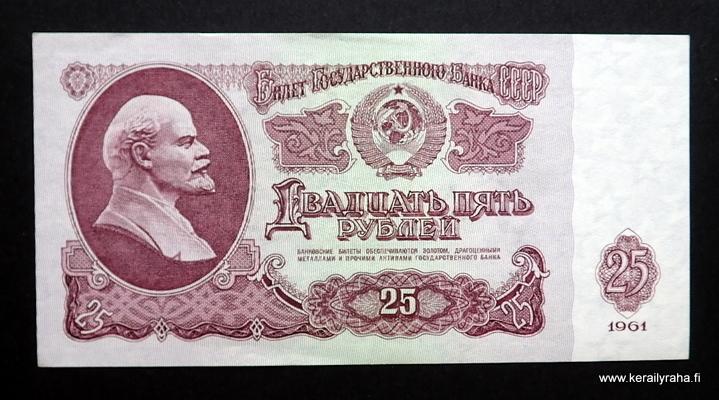 Билет Государственного Банка СССР
Двадцать пять
рублей
БАНКОВСКИЕ БИЛЕТЫ ОБЕСПЕЧИВАЮТСЯ ЗОЛОТОМ, ДРАГОЦЕННЫМИ
МЕТАЛЛАМИ И ПРОЧИМИ АКТИВАМИ ГОСУДАРСТВЕННОГО БАНКА
25
25
25
25
1961
www.kerailyraha.fi